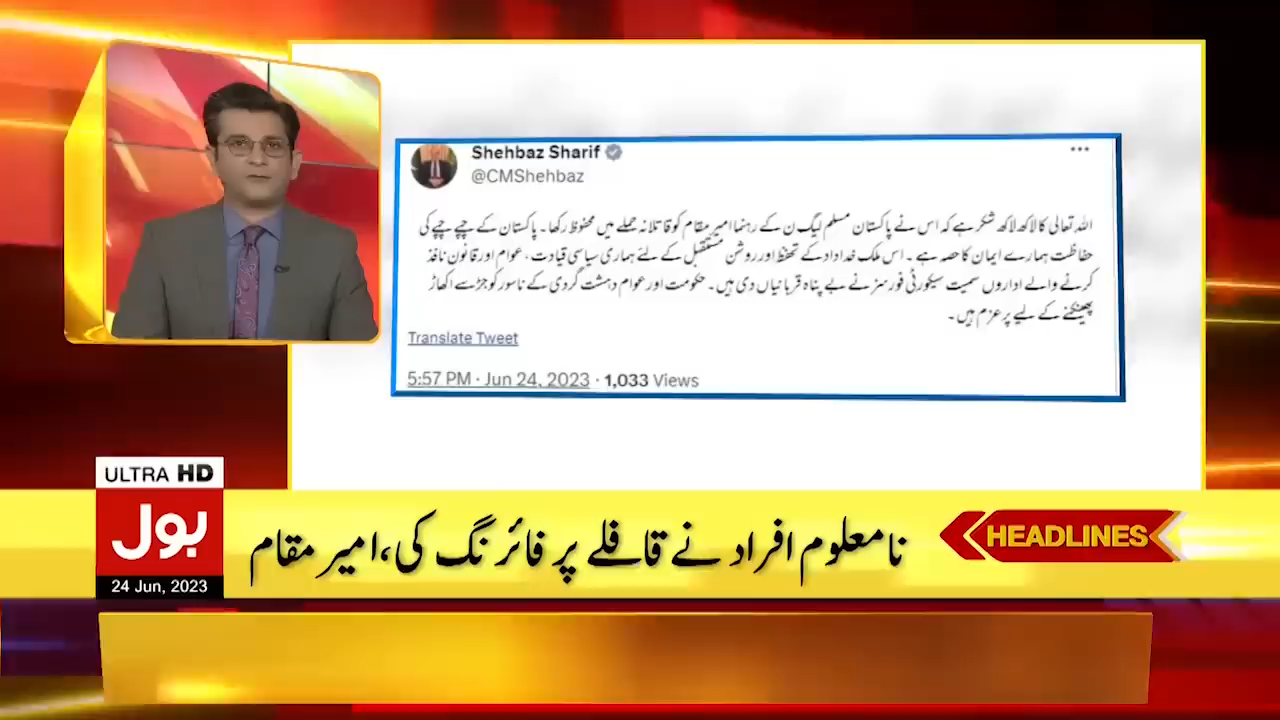 Shehbaz Sharif
@CMShehbaz
اللہ تعالی کا لاکھ لاکھ شکر ہے کہ اس نے پاکستان مسلم لیگ ن کے رہنما امیر مقام کو قاتلانہ حملے میں محفوظ رکھا۔ پاکستان کے چپے چپے کی
حفاظت ہمارے ایمان کا حصہ ہے۔ اس ملک خداداد کے تحفظ اور روشن مستقبل کے لئے ہماری سیاسی قیادت، عوام اور قانون نافذ
کرنے والے اداروں سمیت سیکورٹی فورسز نے بے پناہ قربانیاں دی ہیں۔ حکومت اور عوام دہشت گردی کے ناسور کو جڑ سے اکھاڑ
پھینکنے کے لیے پر عزم ہیں۔
Translate Tweet
5:57 PM · Jun 24, 2023 · 1,033 Views
ULTRA HD
بول
24 Jun, 2023
HEADLINES
نامعلوم افراد نے قافلے پر فائرنگ کی، امیر مقام